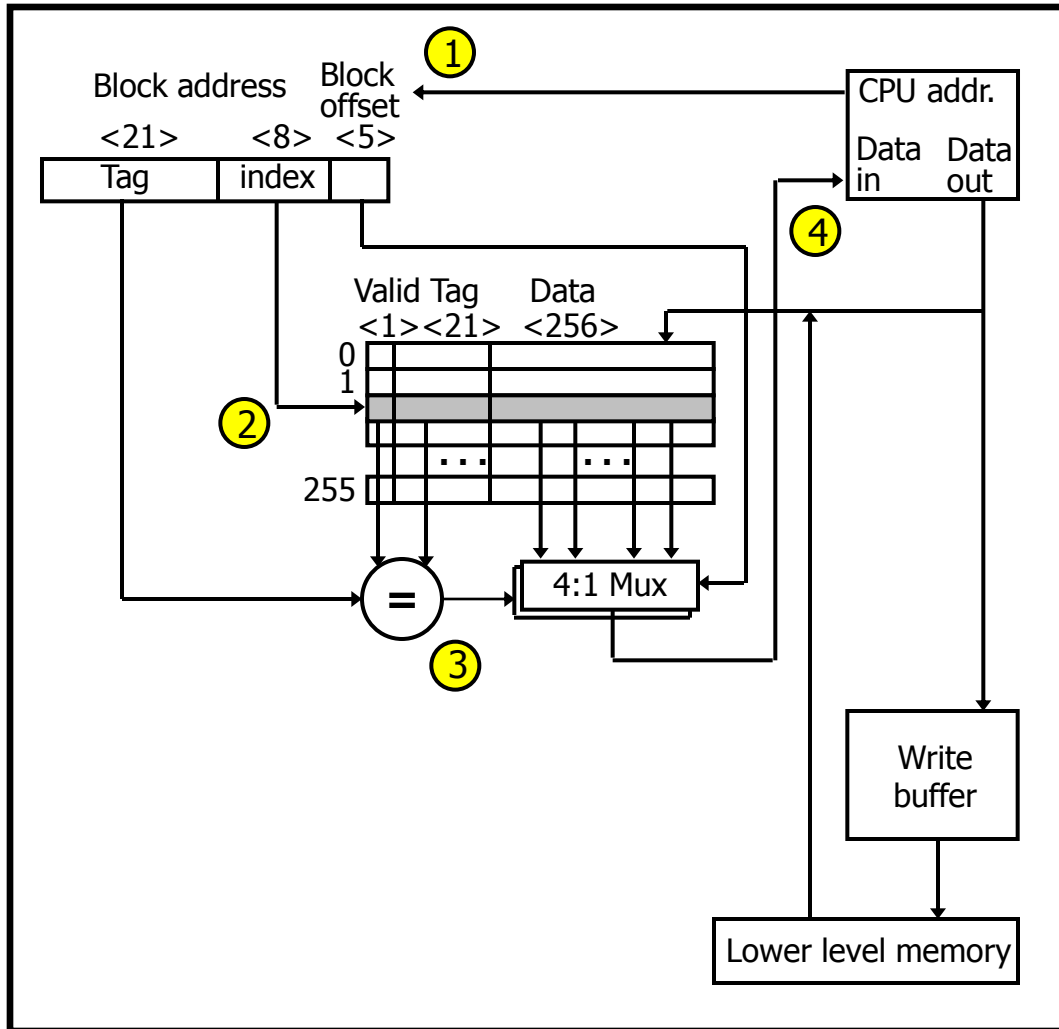 1
Block address
Block
offset
CPU addr.
<21>
<8>
<5>
Data
in
Data
out
Tag
index
4
Valid
Tag
Data
<1>
<21>
<256>
0
1
2
...
...
255
=
4:1 Mux
3
Write
buffer
Lower level memory